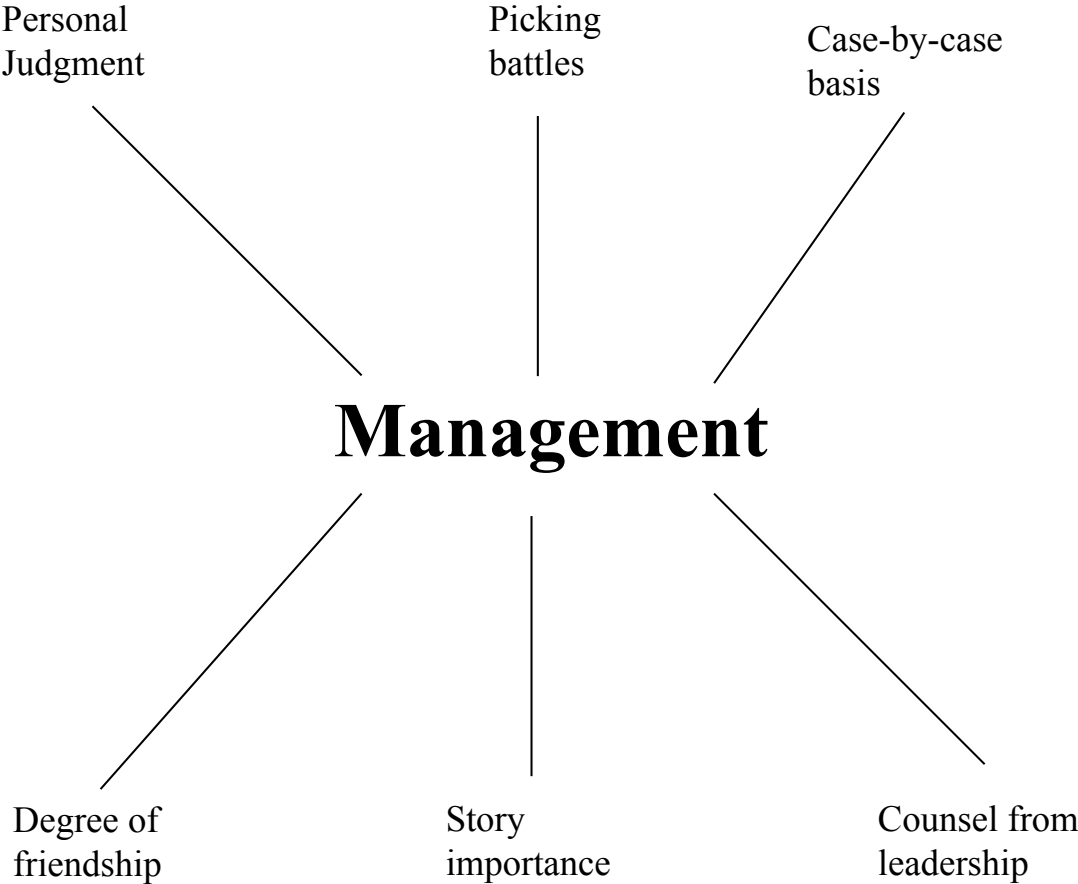 Personal
Judgment
Picking
battles
Case-by-case
basis
Management
Degree of
friendship
Story
importance
Counsel from
leadership